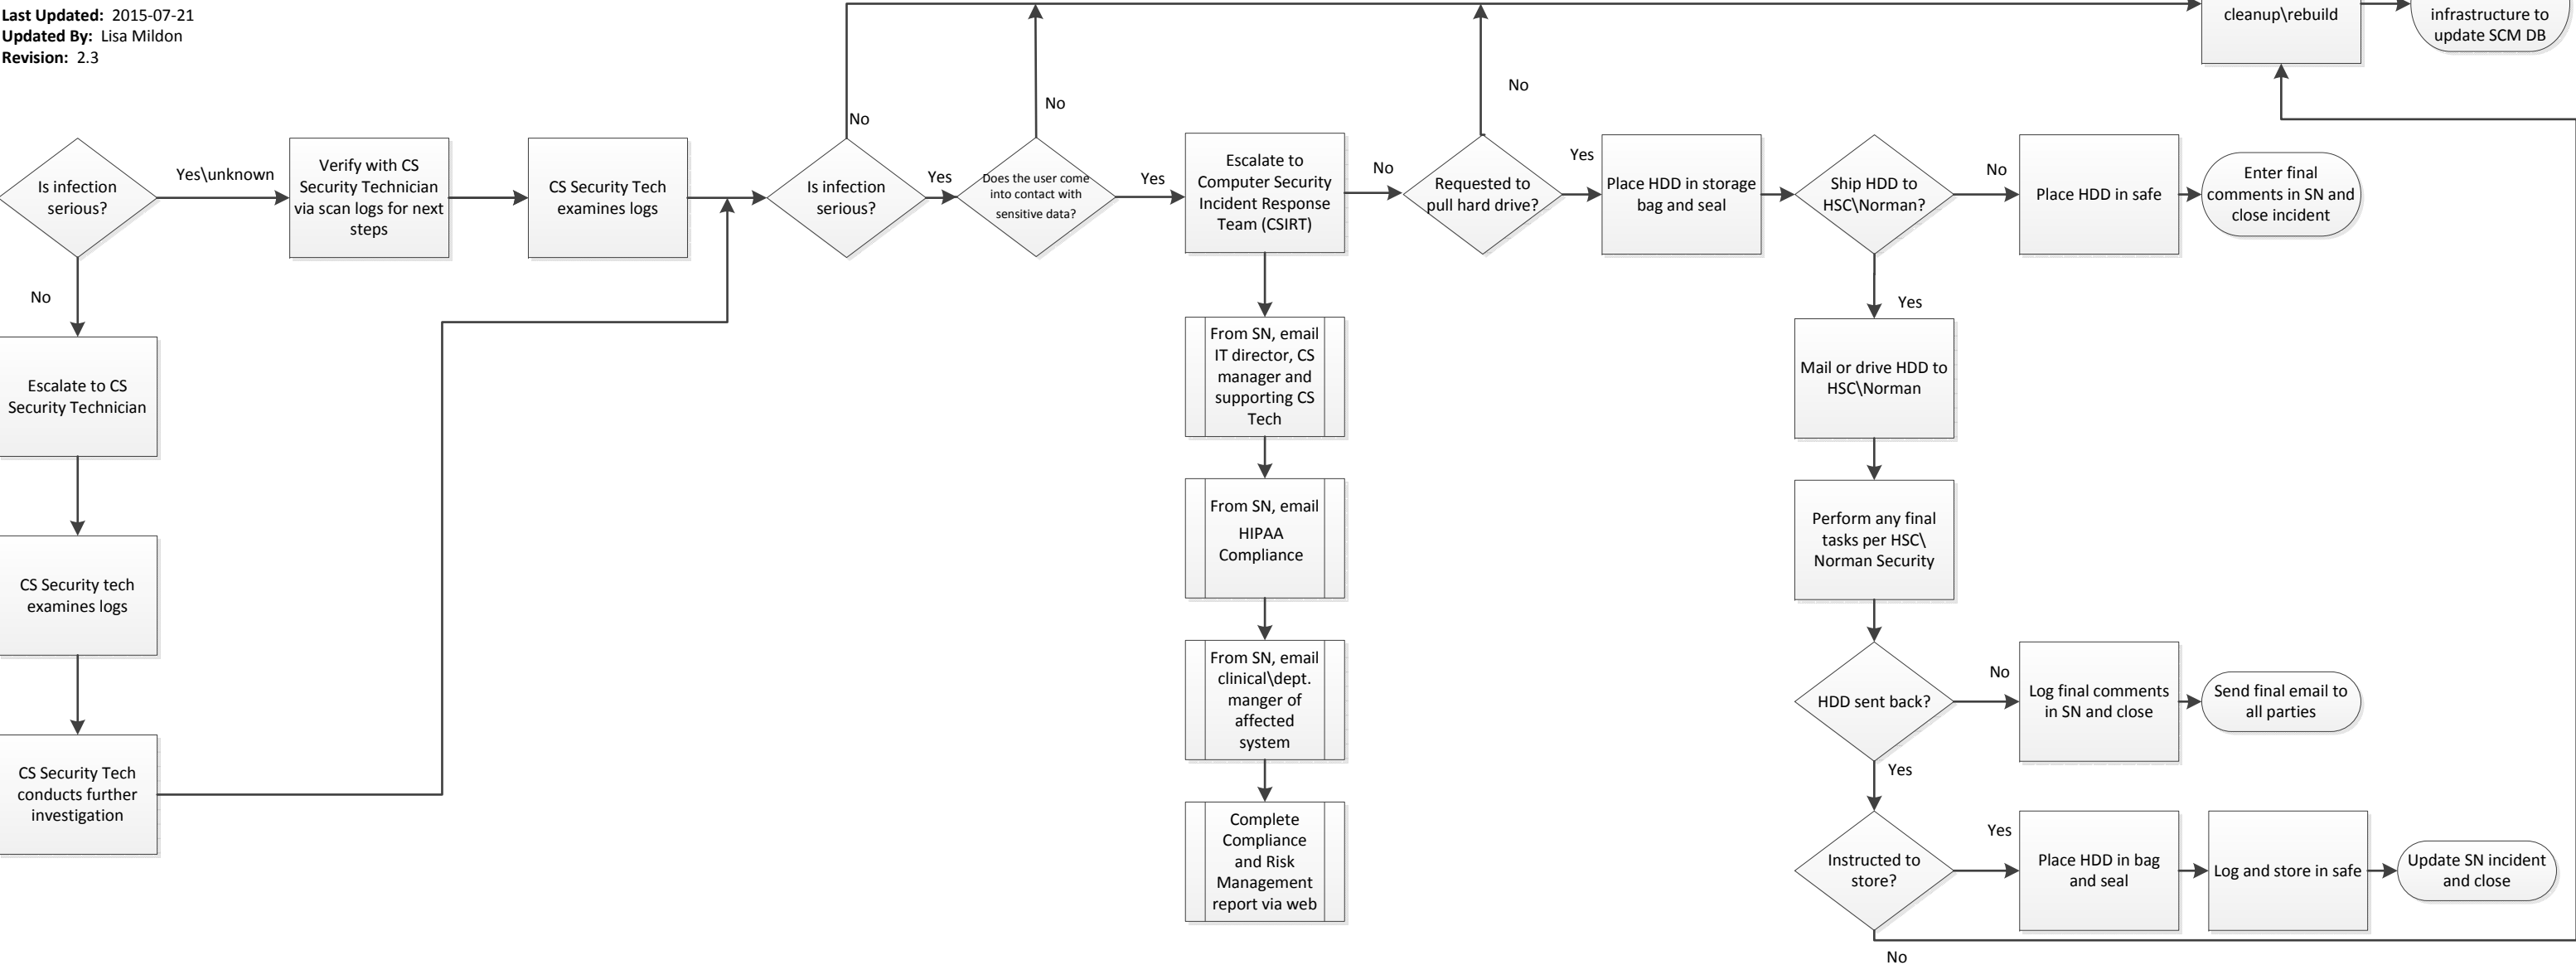 Last Updated: 2015-07-21
Updated By: Lisa Mildon
Revision: 2.3
cleanup\rebuild
infrastructure to
update SCM DB
No
No
No
Is infection
serious?
Yes\unknown
Verify with CS
Security Technician
via scan logs for next
steps
CS Security Tech
examines logs
Is infection
serious?
Yes
Does the user come
into contact with
sensitive data?
Yes
Escalate to
Computer Security
Incident Response
Team (CSIRT)
No
Requested to
pull hard drive?
Yes
Place HDD in storage
bag and seal
Ship HDD to
HSC\Norman?
No
Place HDD in safe
Enter final
comments in SN and
close incident
No
Escalate to CS
Security Technician
CS Security tech
examines logs
CS Security Tech
conducts further
investigation
From SN, email
IT director, CS
manager and
supporting CS
Tech
From SN, email
HIPAA
Compliance
From SN, email
clinical\dept.
manger of
affected
system
Complete
Compliance
and Risk
Management
report via web
Yes
Mail or drive HDD to
HSC\Norman
Perform any final
tasks per HSC\
Norman Security
HDD sent back?
No
Log final comments
in SN and close
Send final email to
all parties
Yes
Instructed to
store?
Yes
Place HDD in bag
and seal
Log and store in safe
Update SN incident
and close
No